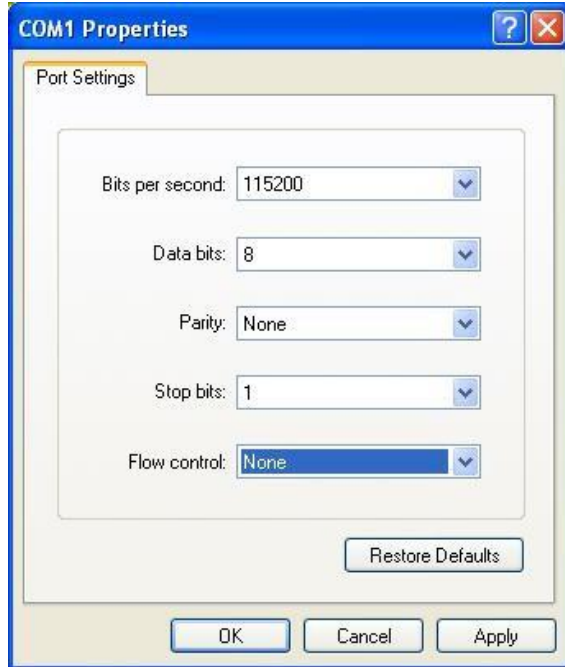 COM1 Properties
Port Settings
Bits per second: 115200
Data bits: 8
Parity: None
Stop bits: 1
Flow control: None
Restore Defaults
OK Cancel Apply